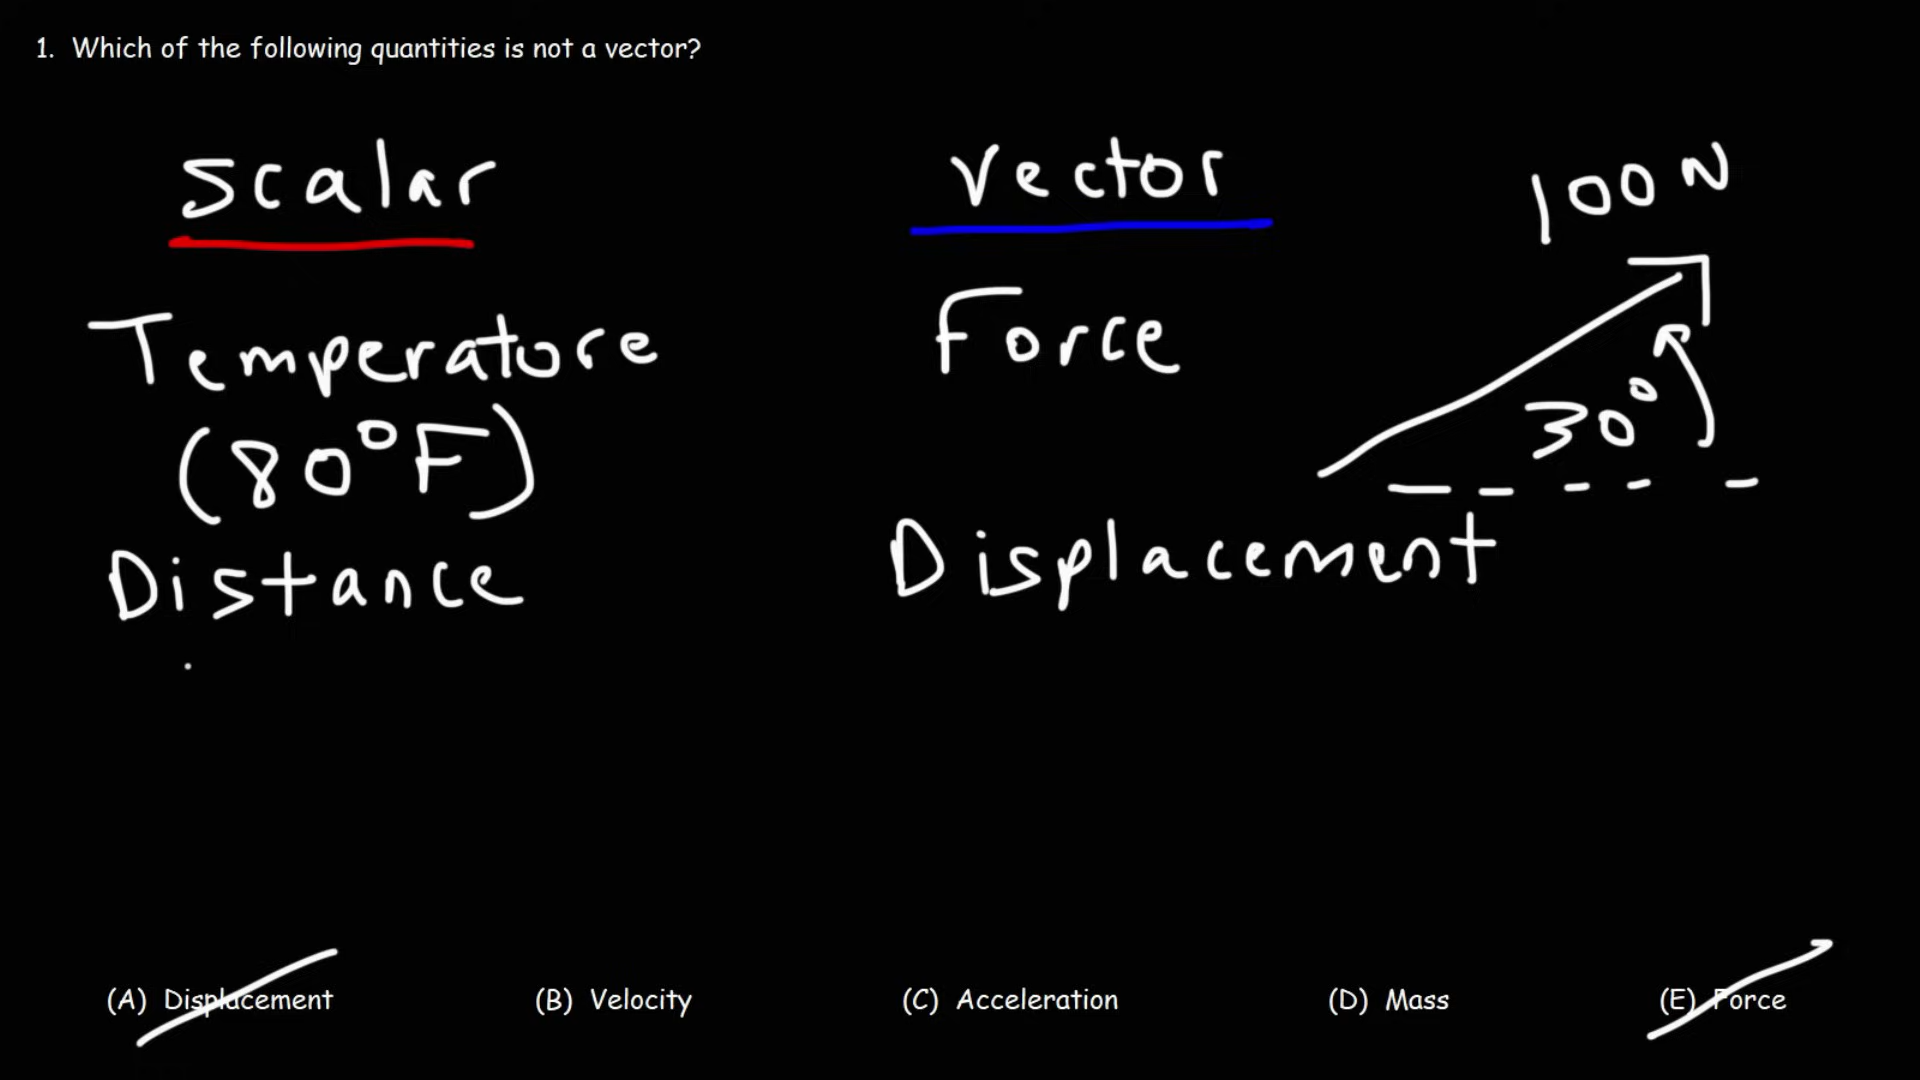 1. Which of the following quantities is not a vector?
scalar
vector
100 N
Temperature
(80°F)
Force
30°
Distance
Displacement
(A) Displacement
(B) Velocity
(C) Acceleration
(D) Mass
(E) Force